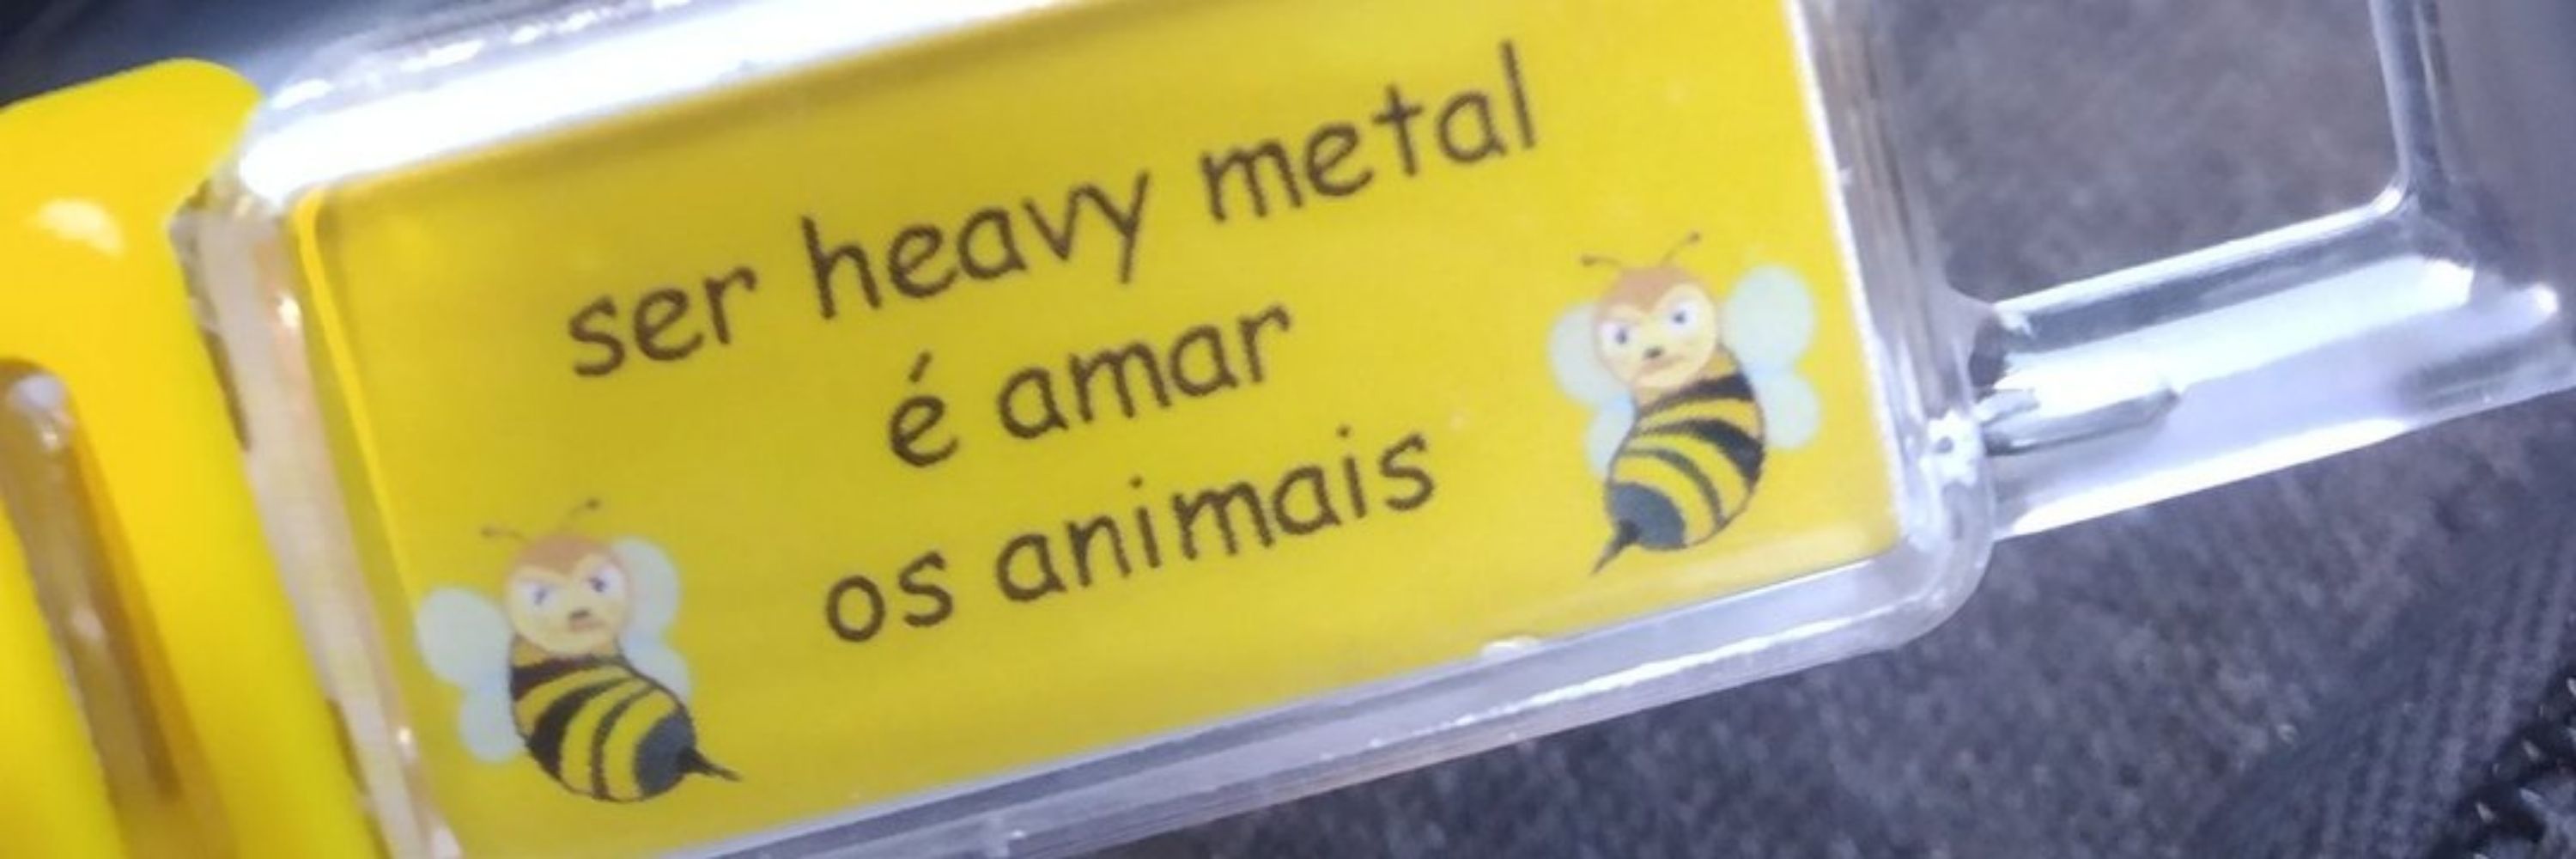 ser heavy metal
é amar
os animais